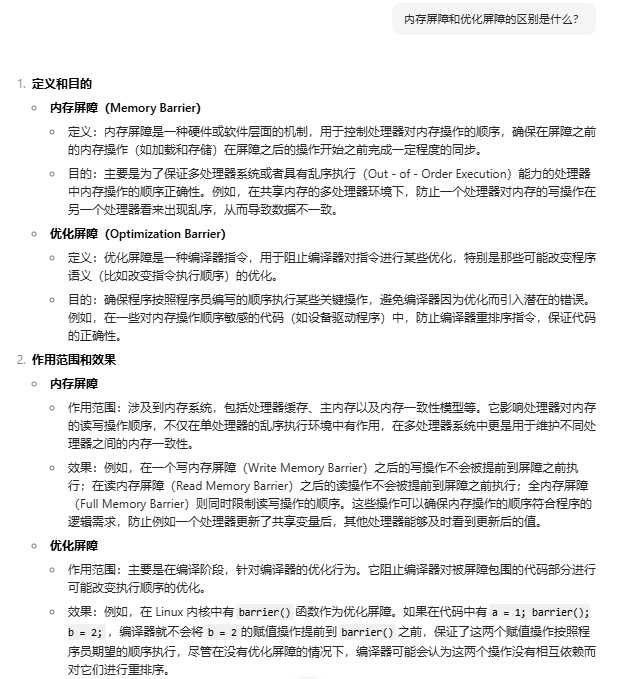 内存屏障和优化屏障的区别是什么？
1. 定义和目的
内存屏障（Memory Barrier）
定义：内存屏障是一种硬件或软件层面的机制，用于控制处理器对内存操作的顺序，确保在屏障之前
的内存操作（如加载和存储）在屏障之后的操作开始之前完成一定程度的同步。
目的：主要是为了保证多处理器系统或者具有乱序执行（Out - of - Order Execution）能力的处理器
中内存操作的顺序正确性。例如，在共享内存的多处理器环境下，防止一个处理器对内存的写操作在
另一个处理器看来出现乱序，从而导致数据不一致。
优化屏障（Optimization Barrier）
定义：优化屏障是一种编译器指令，用于阻止编译器对指令进行某些优化，特别是那些可能改变程序
语义（比如改变指令执行顺序）的优化。
目的：确保程序按照程序员编写的顺序执行某些关键操作，避免编译器因为优化而引入潜在的错误。
例如，在一些对内存操作顺序敏感的代码（如设备驱动程序）中，防止编译器重排序指令，保证代码
的正确性。
2. 作用范围和效果
内存屏障
作用范围：涉及到内存系统，包括处理器缓存、主内存以及内存一致性模型等。它影响处理器对内存
的读写操作顺序，不仅在单处理器的乱序执行环境中有作用，在多处理器系统中更是用于维护不同处
理器之间的内存一致性。
效果：例如，在一个写内存屏障（Write Memory Barrier）之后的写操作不会被提前到屏障之前执
行；在读内存屏障（Read Memory Barrier）之后的读操作不会被提前到屏障之前执行；全内存屏障
（Full Memory Barrier）则同时限制读写操作的顺序。这些操作可以确保内存操作的顺序符合程序的
逻辑需求，防止例如一个处理器更新了共享变量后，其他处理器能够及时看到更新后的值。
优化屏障
作用范围：主要是在编译阶段，针对编译器的优化行为。它阻止编译器对被屏障包围的代码部分进行
可能改变执行顺序的优化。
效果：例如，在 Linux 内核中有 barrier() 函数作为优化屏障。如果在代码中有 a = 1; barrier();
b = 2; ，编译器就不会将 b = 2 的赋值操作提前到 barrier() 之前，保证了这两个赋值操作按照程
序员期望的顺序执行，尽管在没有优化屏障的情况下，编译器可能会认为这两个操作没有相互依赖而
对它们进行重排序。